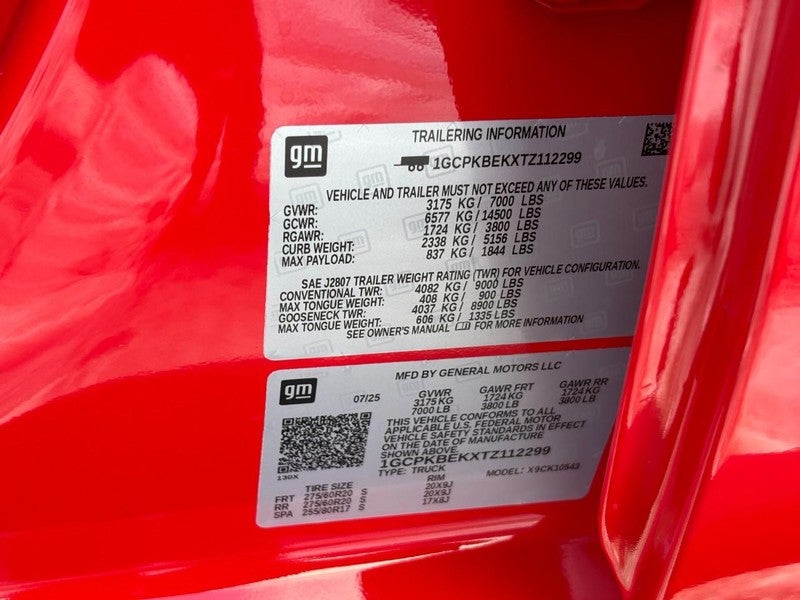 gm
TRAILERING INFORMATION
1GCPKBEKXTZ112299
VEHICLE AND TRAILER MUST NOT EXCEED ANY OF THESE VALUES.
GVWR: 3175 KG / 7000 LBS
GCWR: 6577 KG / 14500 LBS
RGAWR: 1724 KG / 3800 LBS
CURB WEIGHT: 2338 KG / 5156 LBS
MAX PAYLOAD: 837 KG / 1844 LBS
SAE J2807 TRAILER WEIGHT RATING (TWR) FOR VEHICLE CONFIGURATION.
CONVENTIONAL TWR: 4082 KG / 9000 LBS
MAX TONGUE WEIGHT: 408 KG / 900 LBS
GOOSENECK TWR: 4037 KG / 8900 LBS
MAX TONGUE WEIGHT: 606 KG / 1335 LBS
SEE OWNER'S MANUAL FOR MORE INFORMATION
gm
MFD BY GENERAL MOTORS LLC
07/25
GVWR GAWR FRT GAWR RR
3175 KG 1724 KG 1724 KG
7000 LB 3800 LB 3800 LB
THIS VEHICLE CONFORMS TO ALL
APPLICABLE U.S. FEDERAL MOTOR
VEHICLE SAFETY STANDARDS IN EFFECT
ON THE DATE OF MANUFACTURE
SHOWN ABOVE.
1GCPKBEKXTZ112299
130X
TYPE: TRUCK MODEL: X9CK10543
TIRE SIZE RIM
FRT 275/60R20 S 20X9J
RR 275/60R20 S 20X9J
SPA 255/80R17 S 17X8J